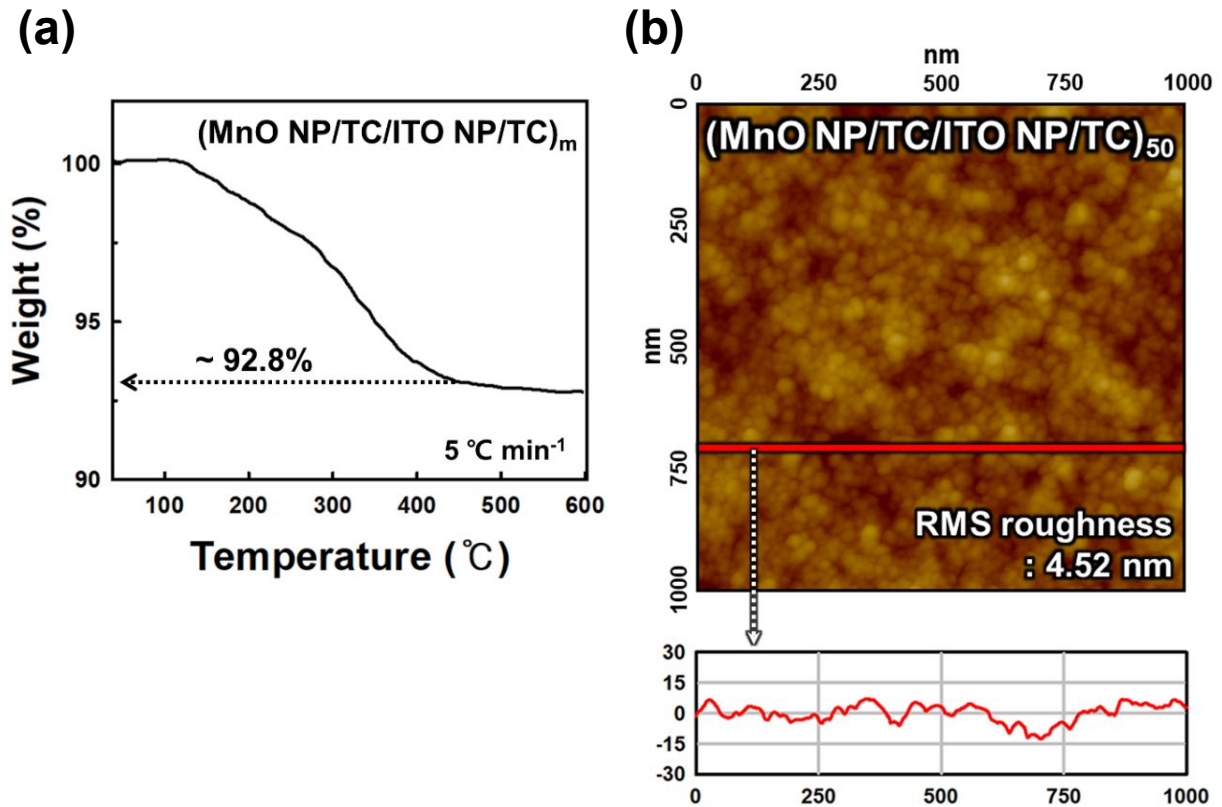 (a)
(MnO NP/TC/ITO NP/TC)m
100
95
90
Weight (%)
~ 92.8%
5 ℃ min-1
100 200 300 400 500 600
Temperature (℃)
(b)
nm
0 250 500 750 1000
0
250
500
750
1000
nm
(MnO NP/TC/ITO NP/TC)50
RMS roughness
: 4.52 nm
30
15
0
-15
-30
0 250 500 750 1000